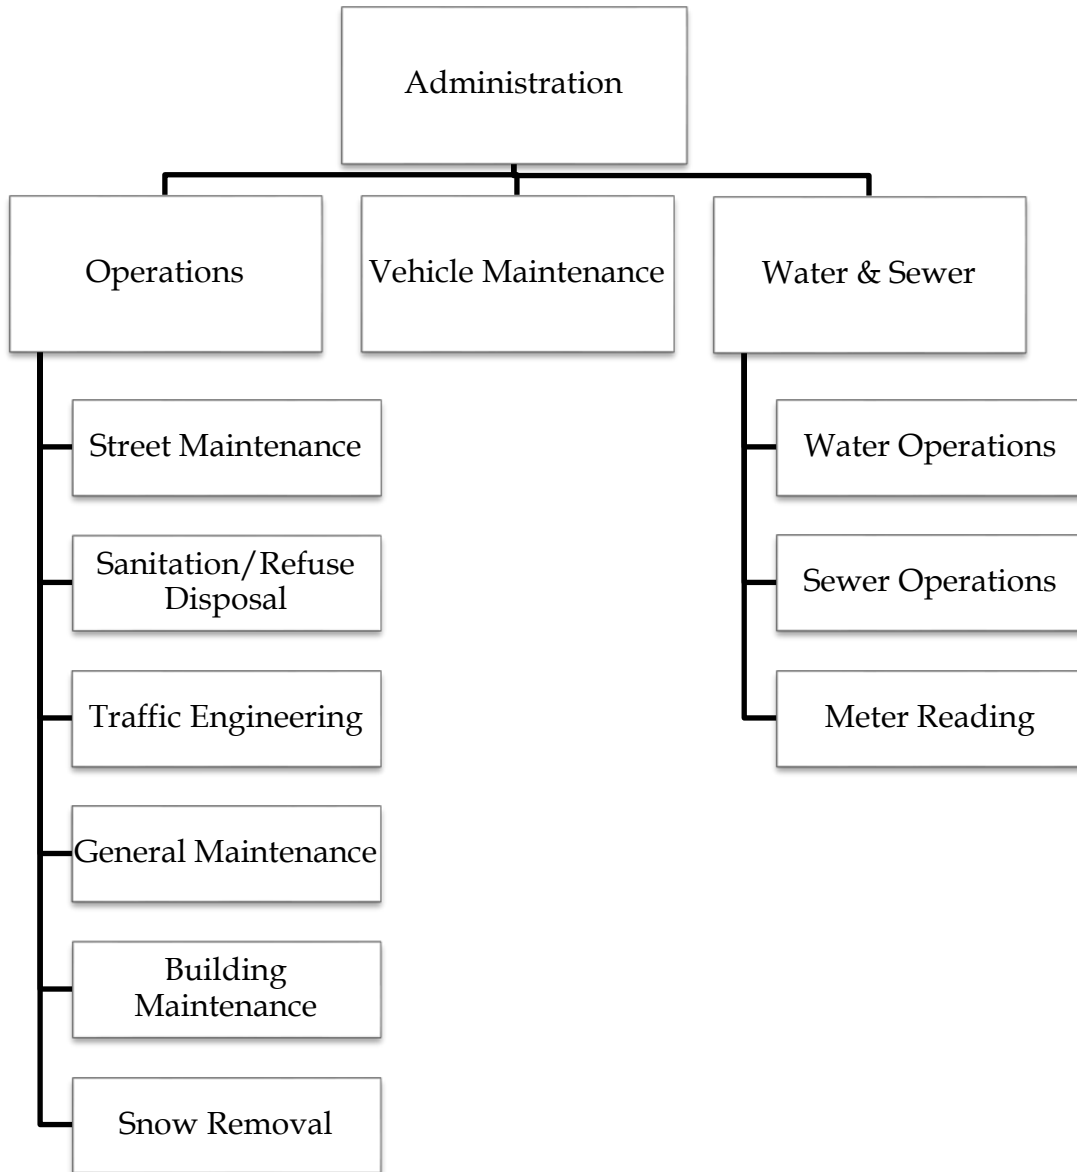 Administration
Operations
Vehicle Maintenance
Water & Sewer
Street Maintenance
Sanitation/Refuse
Disposal
Traffic Engineering
General Maintenance
Building
Maintenance
Snow Removal
Water Operations
Sewer Operations
Meter Reading